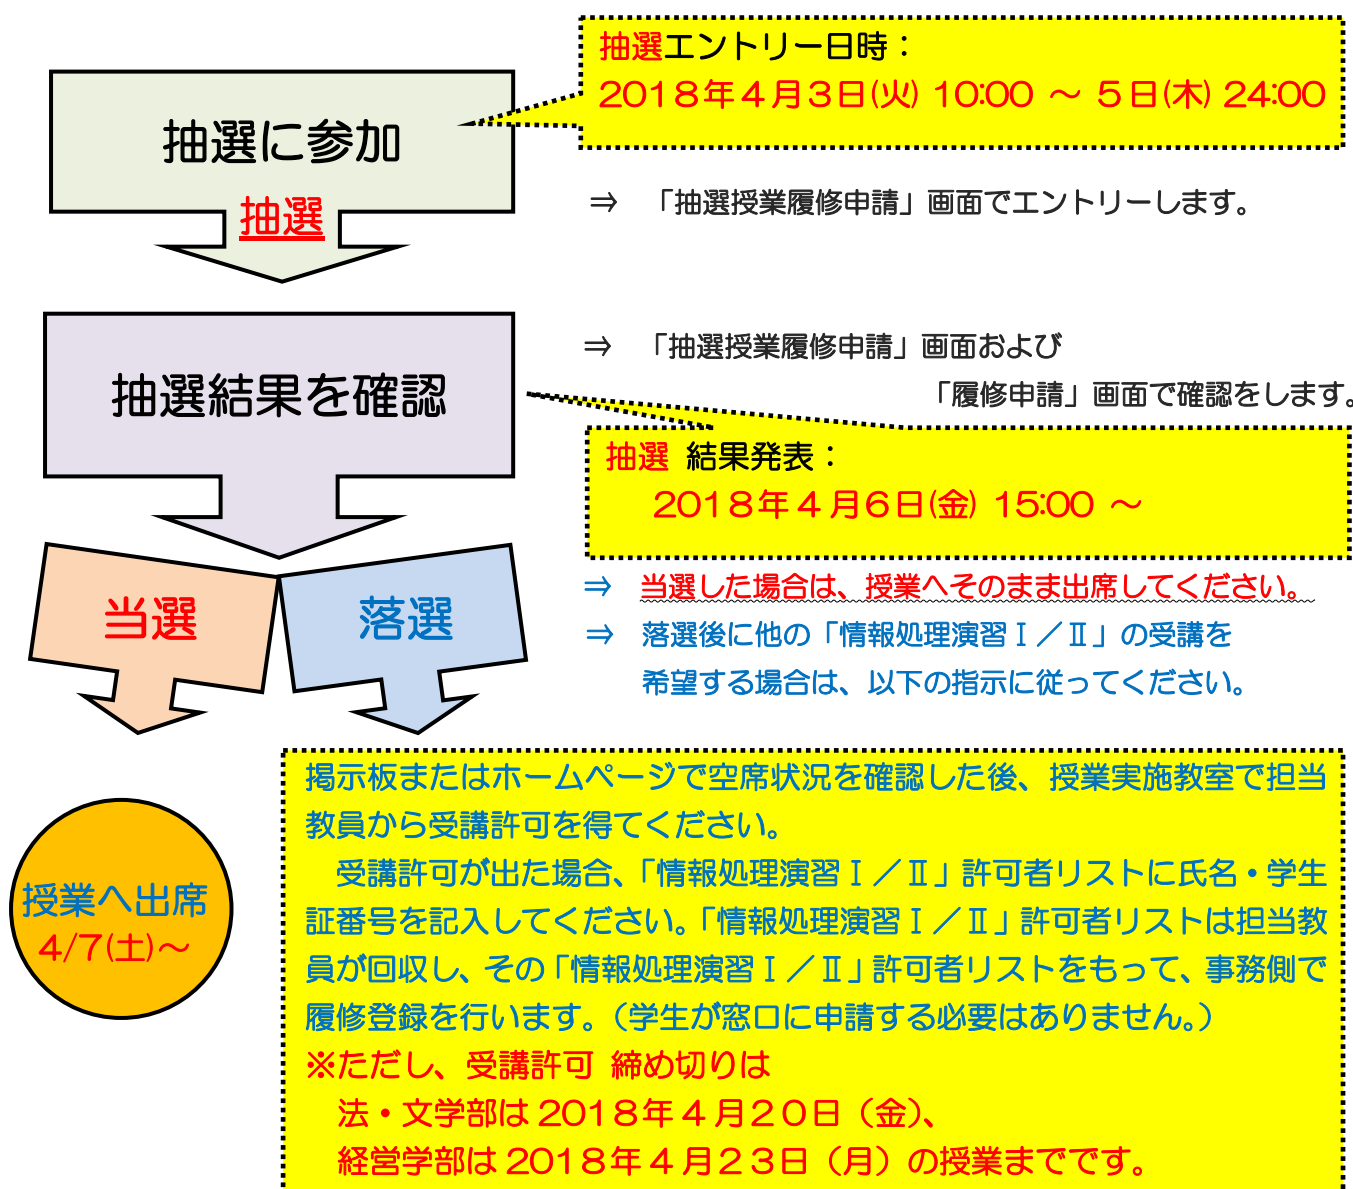 抽選エントリー日時：
2018年４月３日(火) 10:00 ～ ５日(木) 24:00
抽選に参加
抽選
⇒ 「抽選授業履修申請」画面でエントリーします。
抽選結果を確認
⇒ 「抽選授業履修申請」画面および
「履修申請」画面で確認をします。
抽選 結果発表：
2018年４月６日(金) 15:00 ～
当選
落選
⇒ 当選した場合は、授業へそのまま出席してください。
⇒ 落選後に他の「情報処理演習Ⅰ／Ⅱ」の受講を
希望する場合は、以下の指示に従ってください。
授業へ出席
4/7(土)～
掲示板またはホームページで空席状況を確認した後、授業実施教室で担当
教員から受講許可を得てください。
受講許可が出た場合、「情報処理演習Ⅰ／Ⅱ」許可者リストに氏名・学生
証番号を記入してください。「情報処理演習Ⅰ／Ⅱ」許可者リストは担当教
員が回収し、その「情報処理演習Ⅰ／Ⅱ」許可者リストをもって、事務側で
履修登録を行います。（学生が窓口に申請する必要はありません。）
※ただし、受講許可 締め切りは
法・文学部は 2018年４月２０日（金）、
経営学部は 2018年４月２３日（月）の授業までです。